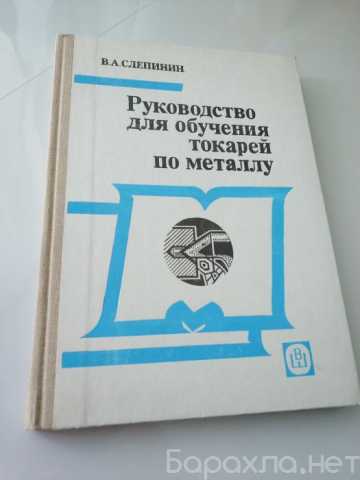 В.А.СЛЕПИНИН
Руководство
для обучения
токарей
по металлу
ВШ
Барахла.нет